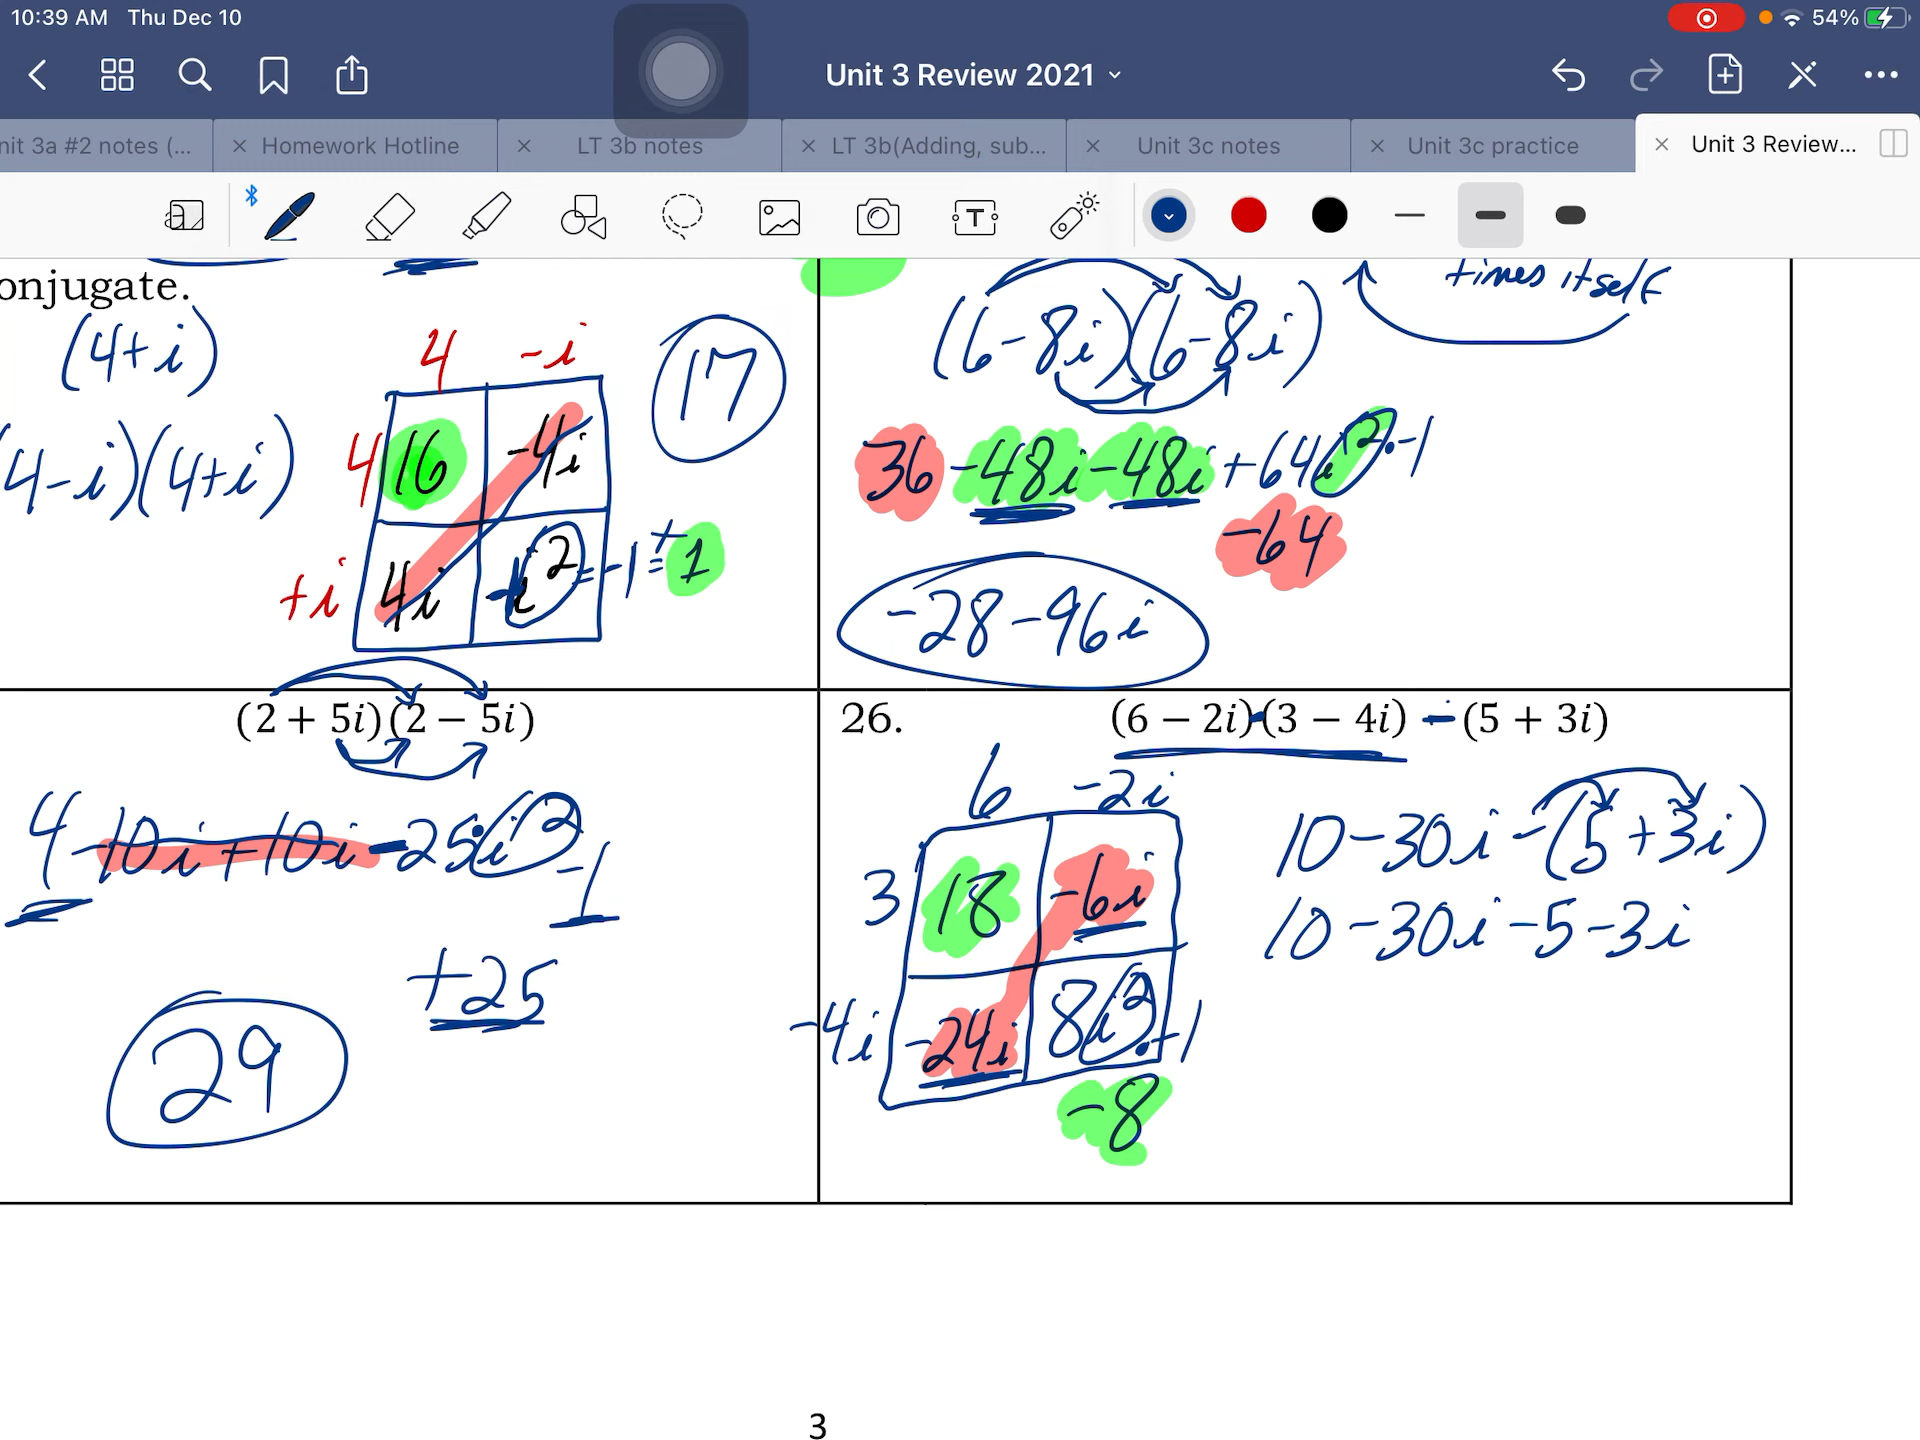 10:39 AM Thu Dec 10
54%
Unit 3 Review 2021
nit 3a #2 notes (...
× Homework Hotline
× LT 3b notes
× LT 3b(Adding, sub...
× Unit 3c notes
× Unit 3c practice
× Unit 3 Review...
onjugate.
(4+i)
(4-i)(4+i)
4 -i
4 16 -4i
+i 4i -i² = -1 = +1
17
times itself
(6-8i)(6-8i)
36 -48i -48i +64i² · -1
-64
-28 -96i
(2 + 5i)(2 − 5i)
4 -10i +10i -25 · i²
-1
+25
29
26. (6 − 2i)·(3 − 4i) − (5 + 3i)
6 -2i
3 18 -6i
-4i -24i 8i² · -1
-8
10 -30i -(5 +3i)
10 -30i -5 -3i
3